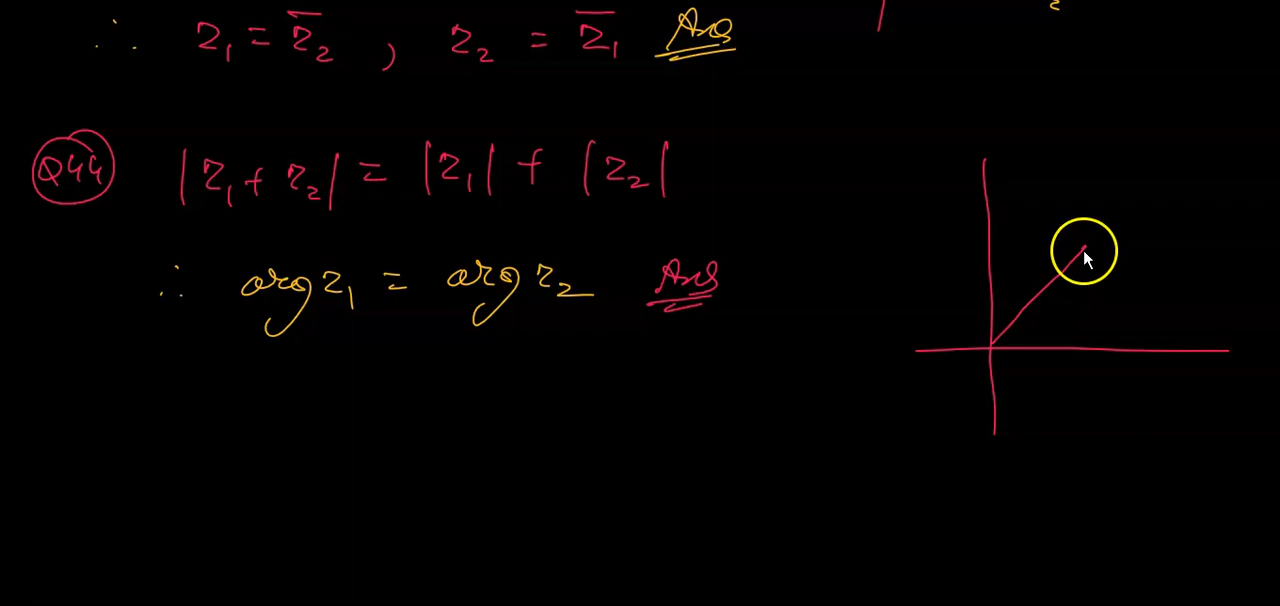 ∴ z₁ = z̅₂ , z₂ = z̅₁ Ans
Q44 |z₁ + z₂| = |z₁| + |z₂|
∴ arg z₁ = arg z₂ Ans